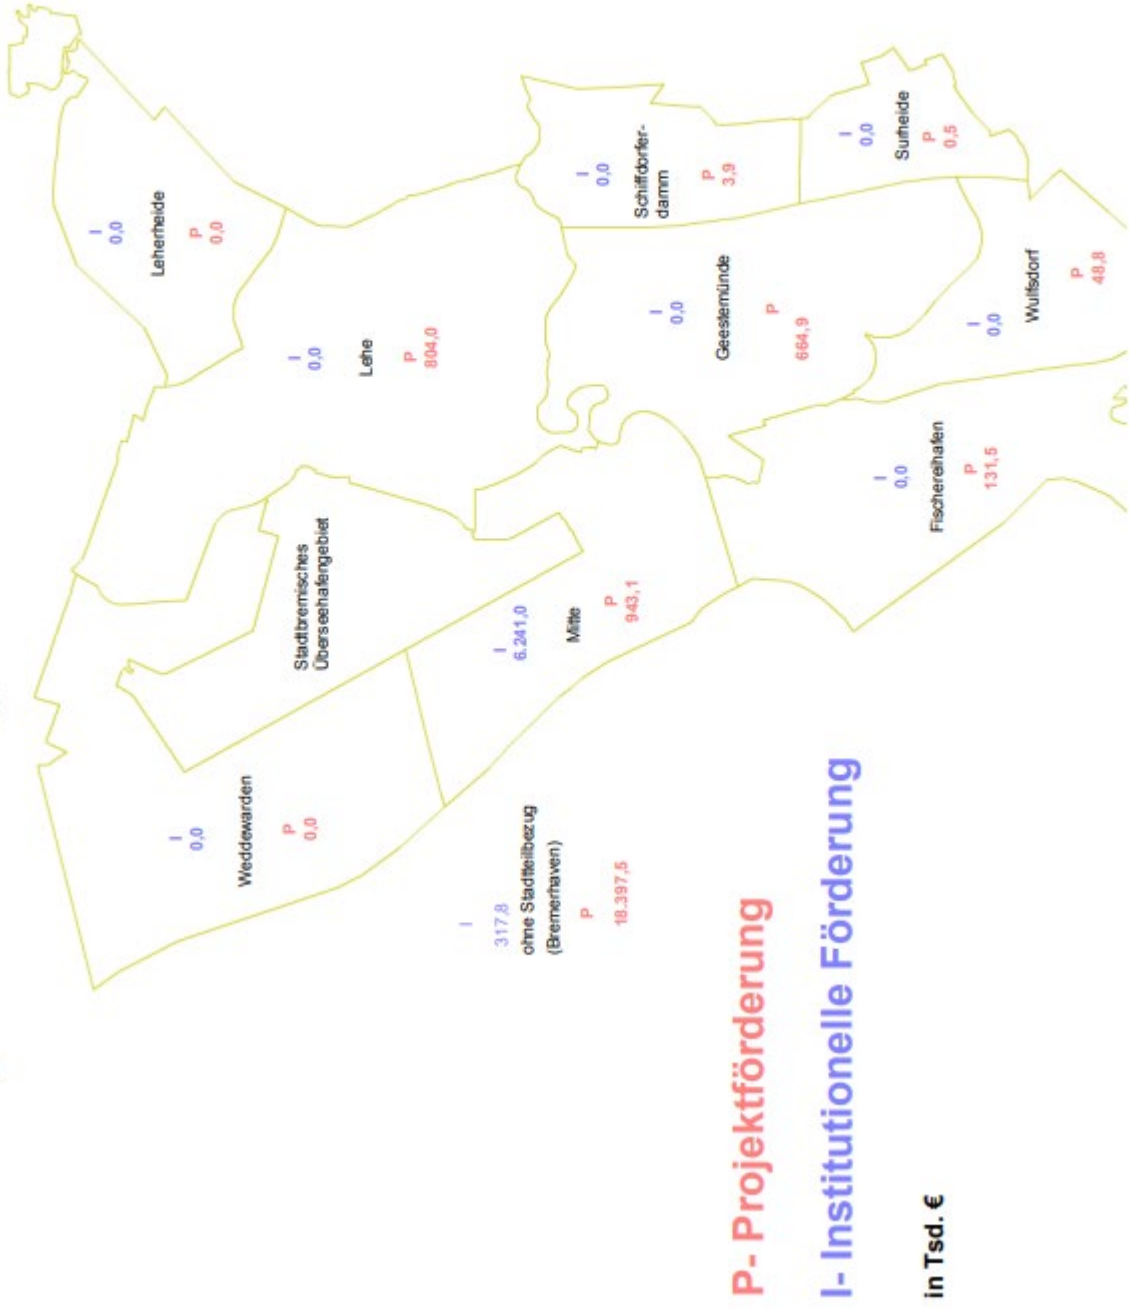 I
0,0
Leherheide
P
0,0
I
0,0
Weddewarden
P
0,0
Stadtbremisches
Überseehafengebiet
I
0,0
Lehe
P
804,0
I
317,8
ohne Stadtteilbezug
(Bremerhaven)
P
18.397,5
I
6.241,0
Mitte
P
943,1
I
0,0
Schiffdorfer-
damm
P
3,9
I
0,0
Geestemünde
P
664,9
I
0,0
Surheide
P
0,5
I
0,0
Fischereihafen
P
131,5
I
0,0
Wulfsdorf
P
48,8
P- Projektförderung
I- Institutionelle Förderung
in Tsd. €